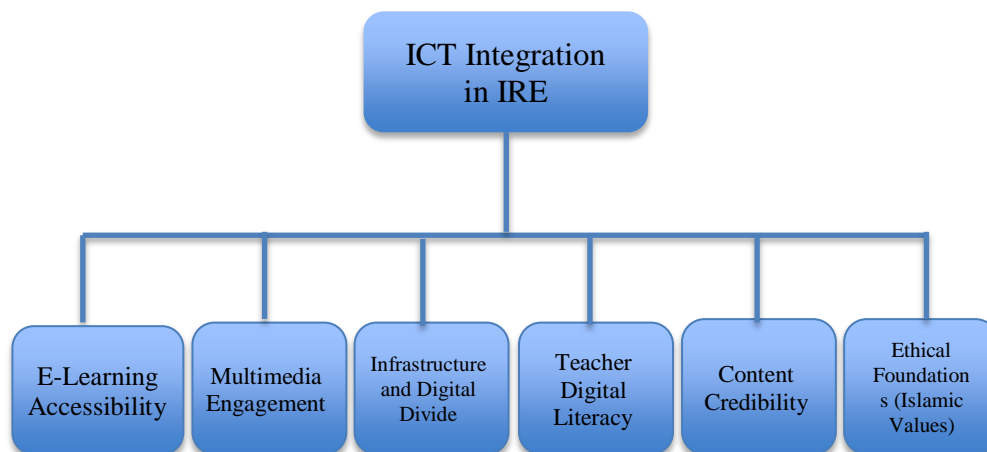 ICT Integration
in IRE
E-Learning
Accessibility
Multimedia
Engagement
Infrastructure
and Digital
Divide
Teacher
Digital
Literacy
Content
Credibility
Ethical
Foundation
s (Islamic
Values)